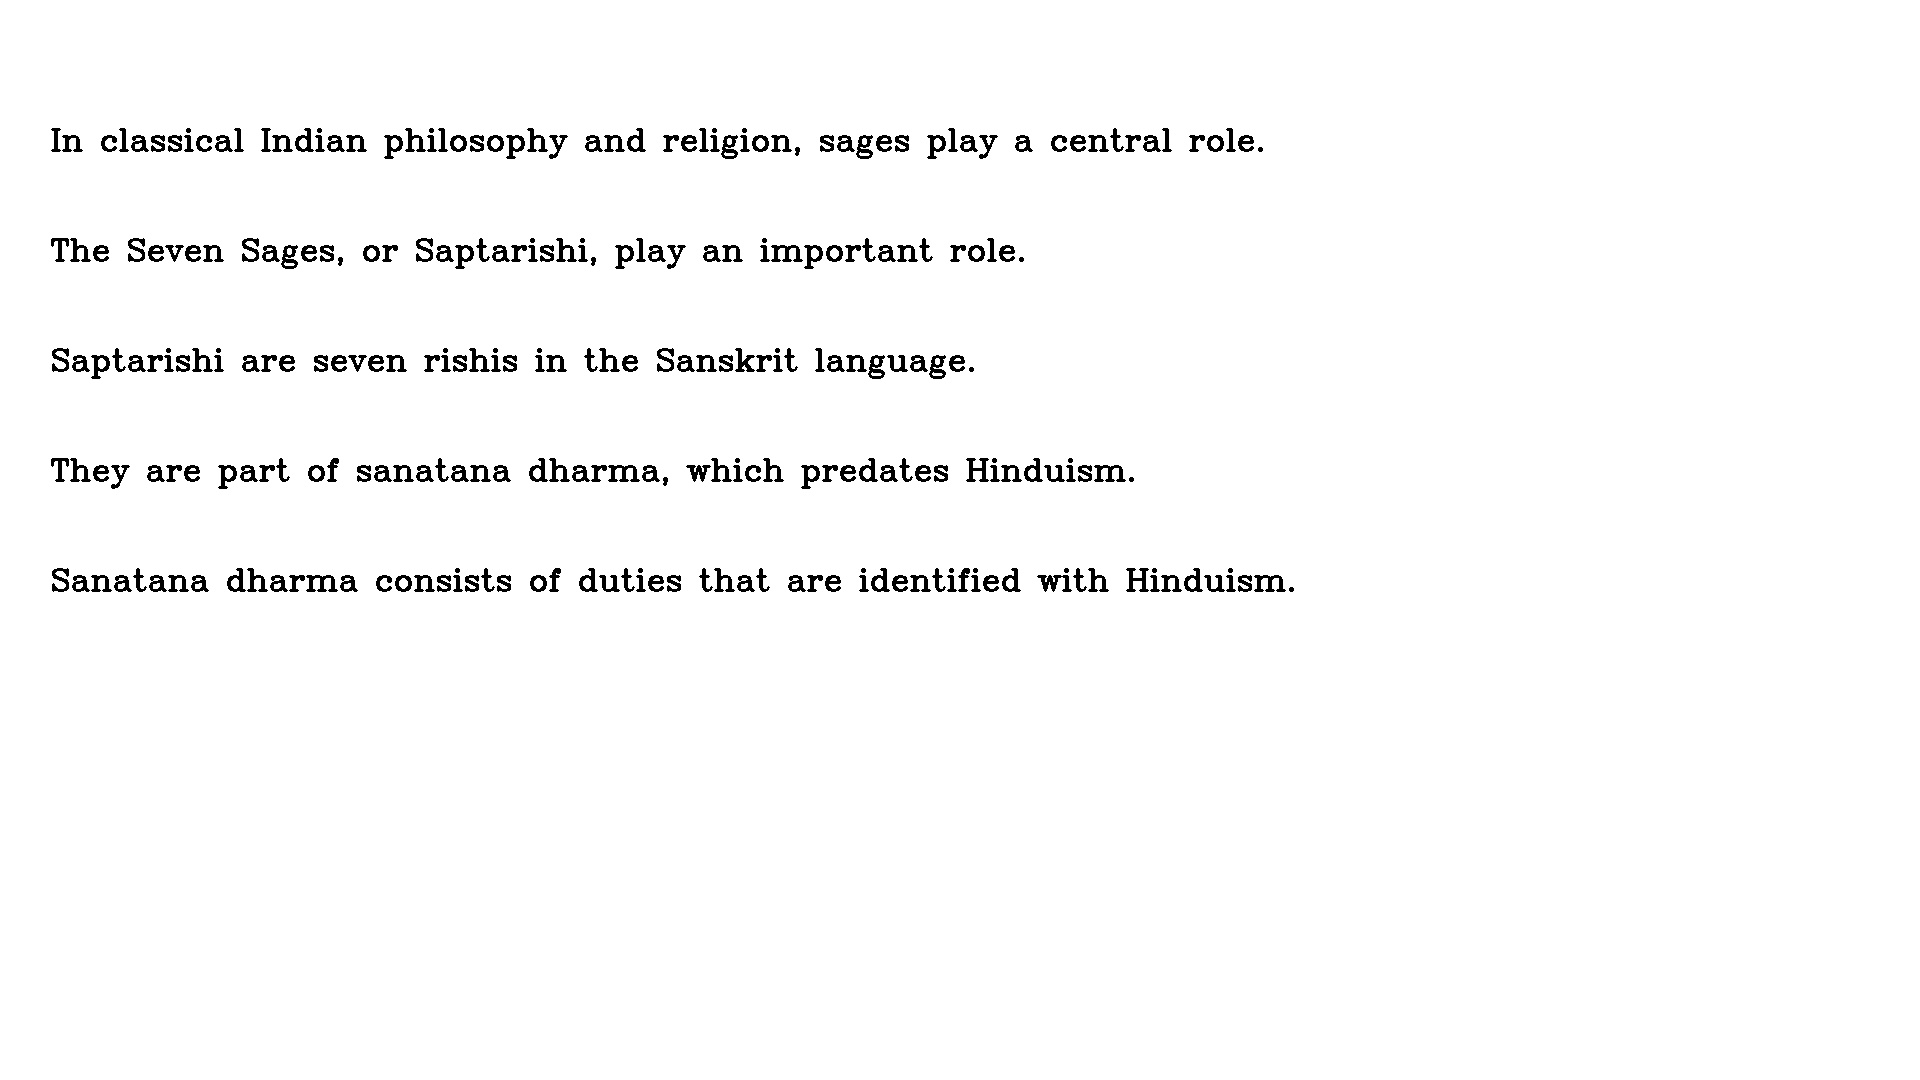 In classical Indian philosophy and religion, sages play a central role.
The Seven Sages, or Saptarishi, play an important role.
Saptarishi are seven rishis in the Sanskrit language.
They are part of sanatana dharma, which predates Hinduism.
Sanatana dharma consists of duties that are identified with Hinduism.